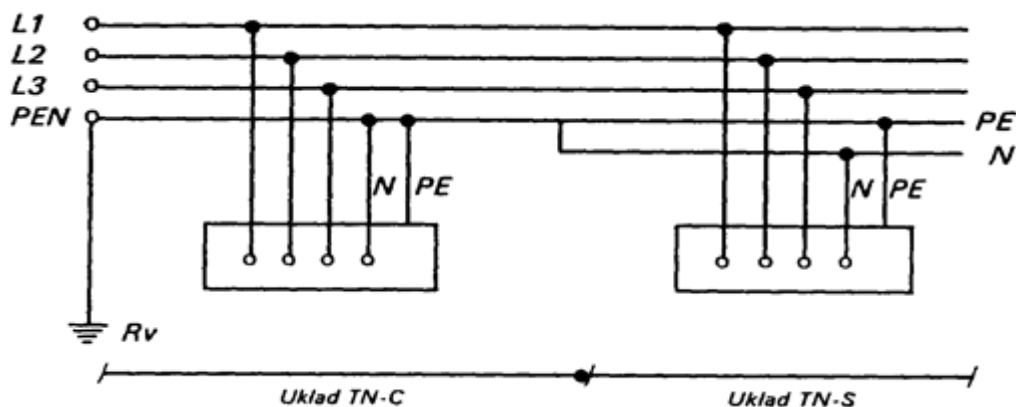 L1
L2
L3
PEN
PE
N
N PE
N PE
Rv
Uklad TN-C
Uklad TN-S